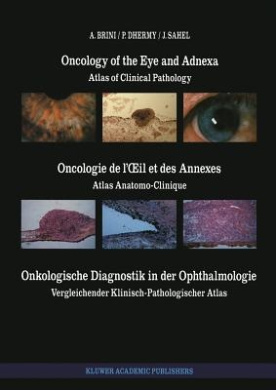 A. BRINI / P. DHERMY / J. SAHEL
Oncology of the Eye and Adnexa
Atlas of Clinical Pathology
Oncologie de l'Œil et des Annexes
Atlas Anatomo-Clinique
Onkologische Diagnostik in der Ophthalmologie
Vergleichender Klinisch-Pathologischer Atlas
KLUWER ACADEMIC PUBLISHERS